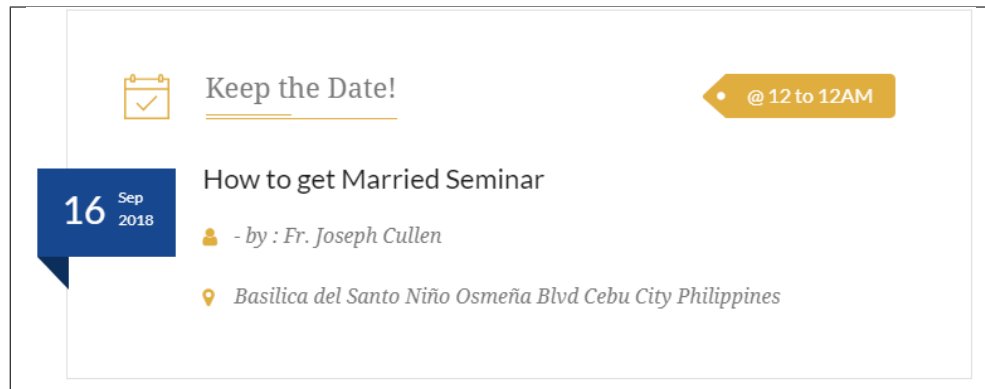 Keep the Date!
@ 12 to 12AM
How to get Married Seminar
16 Sep
2018
- by : Fr. Joseph Cullen
Basilica del Santo Niño Osmeña Blvd Cebu City Philippines